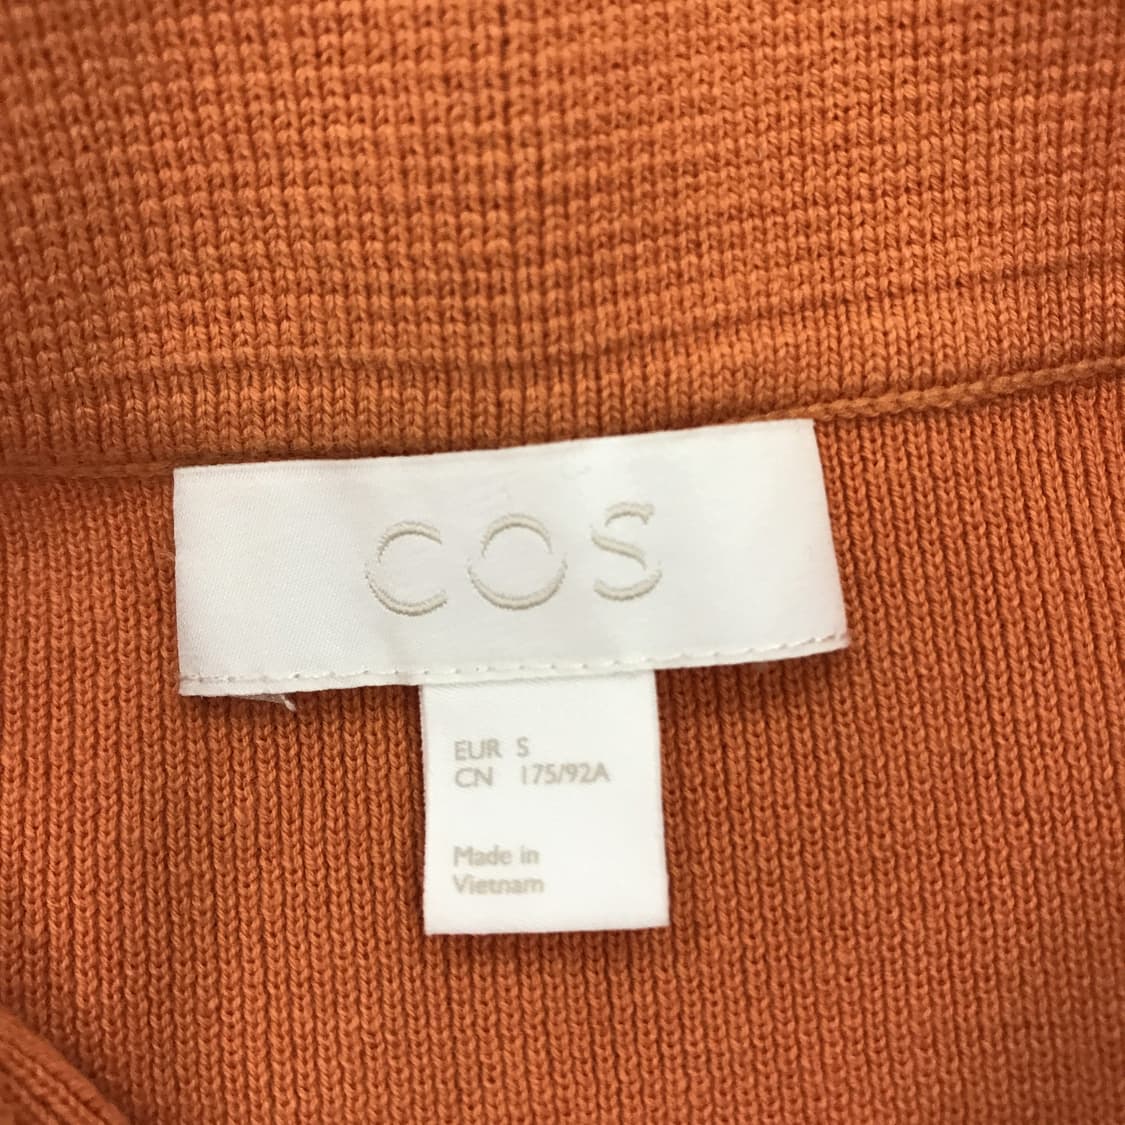 COS
EUR S
CN 175/92A
Made in
Vietnam